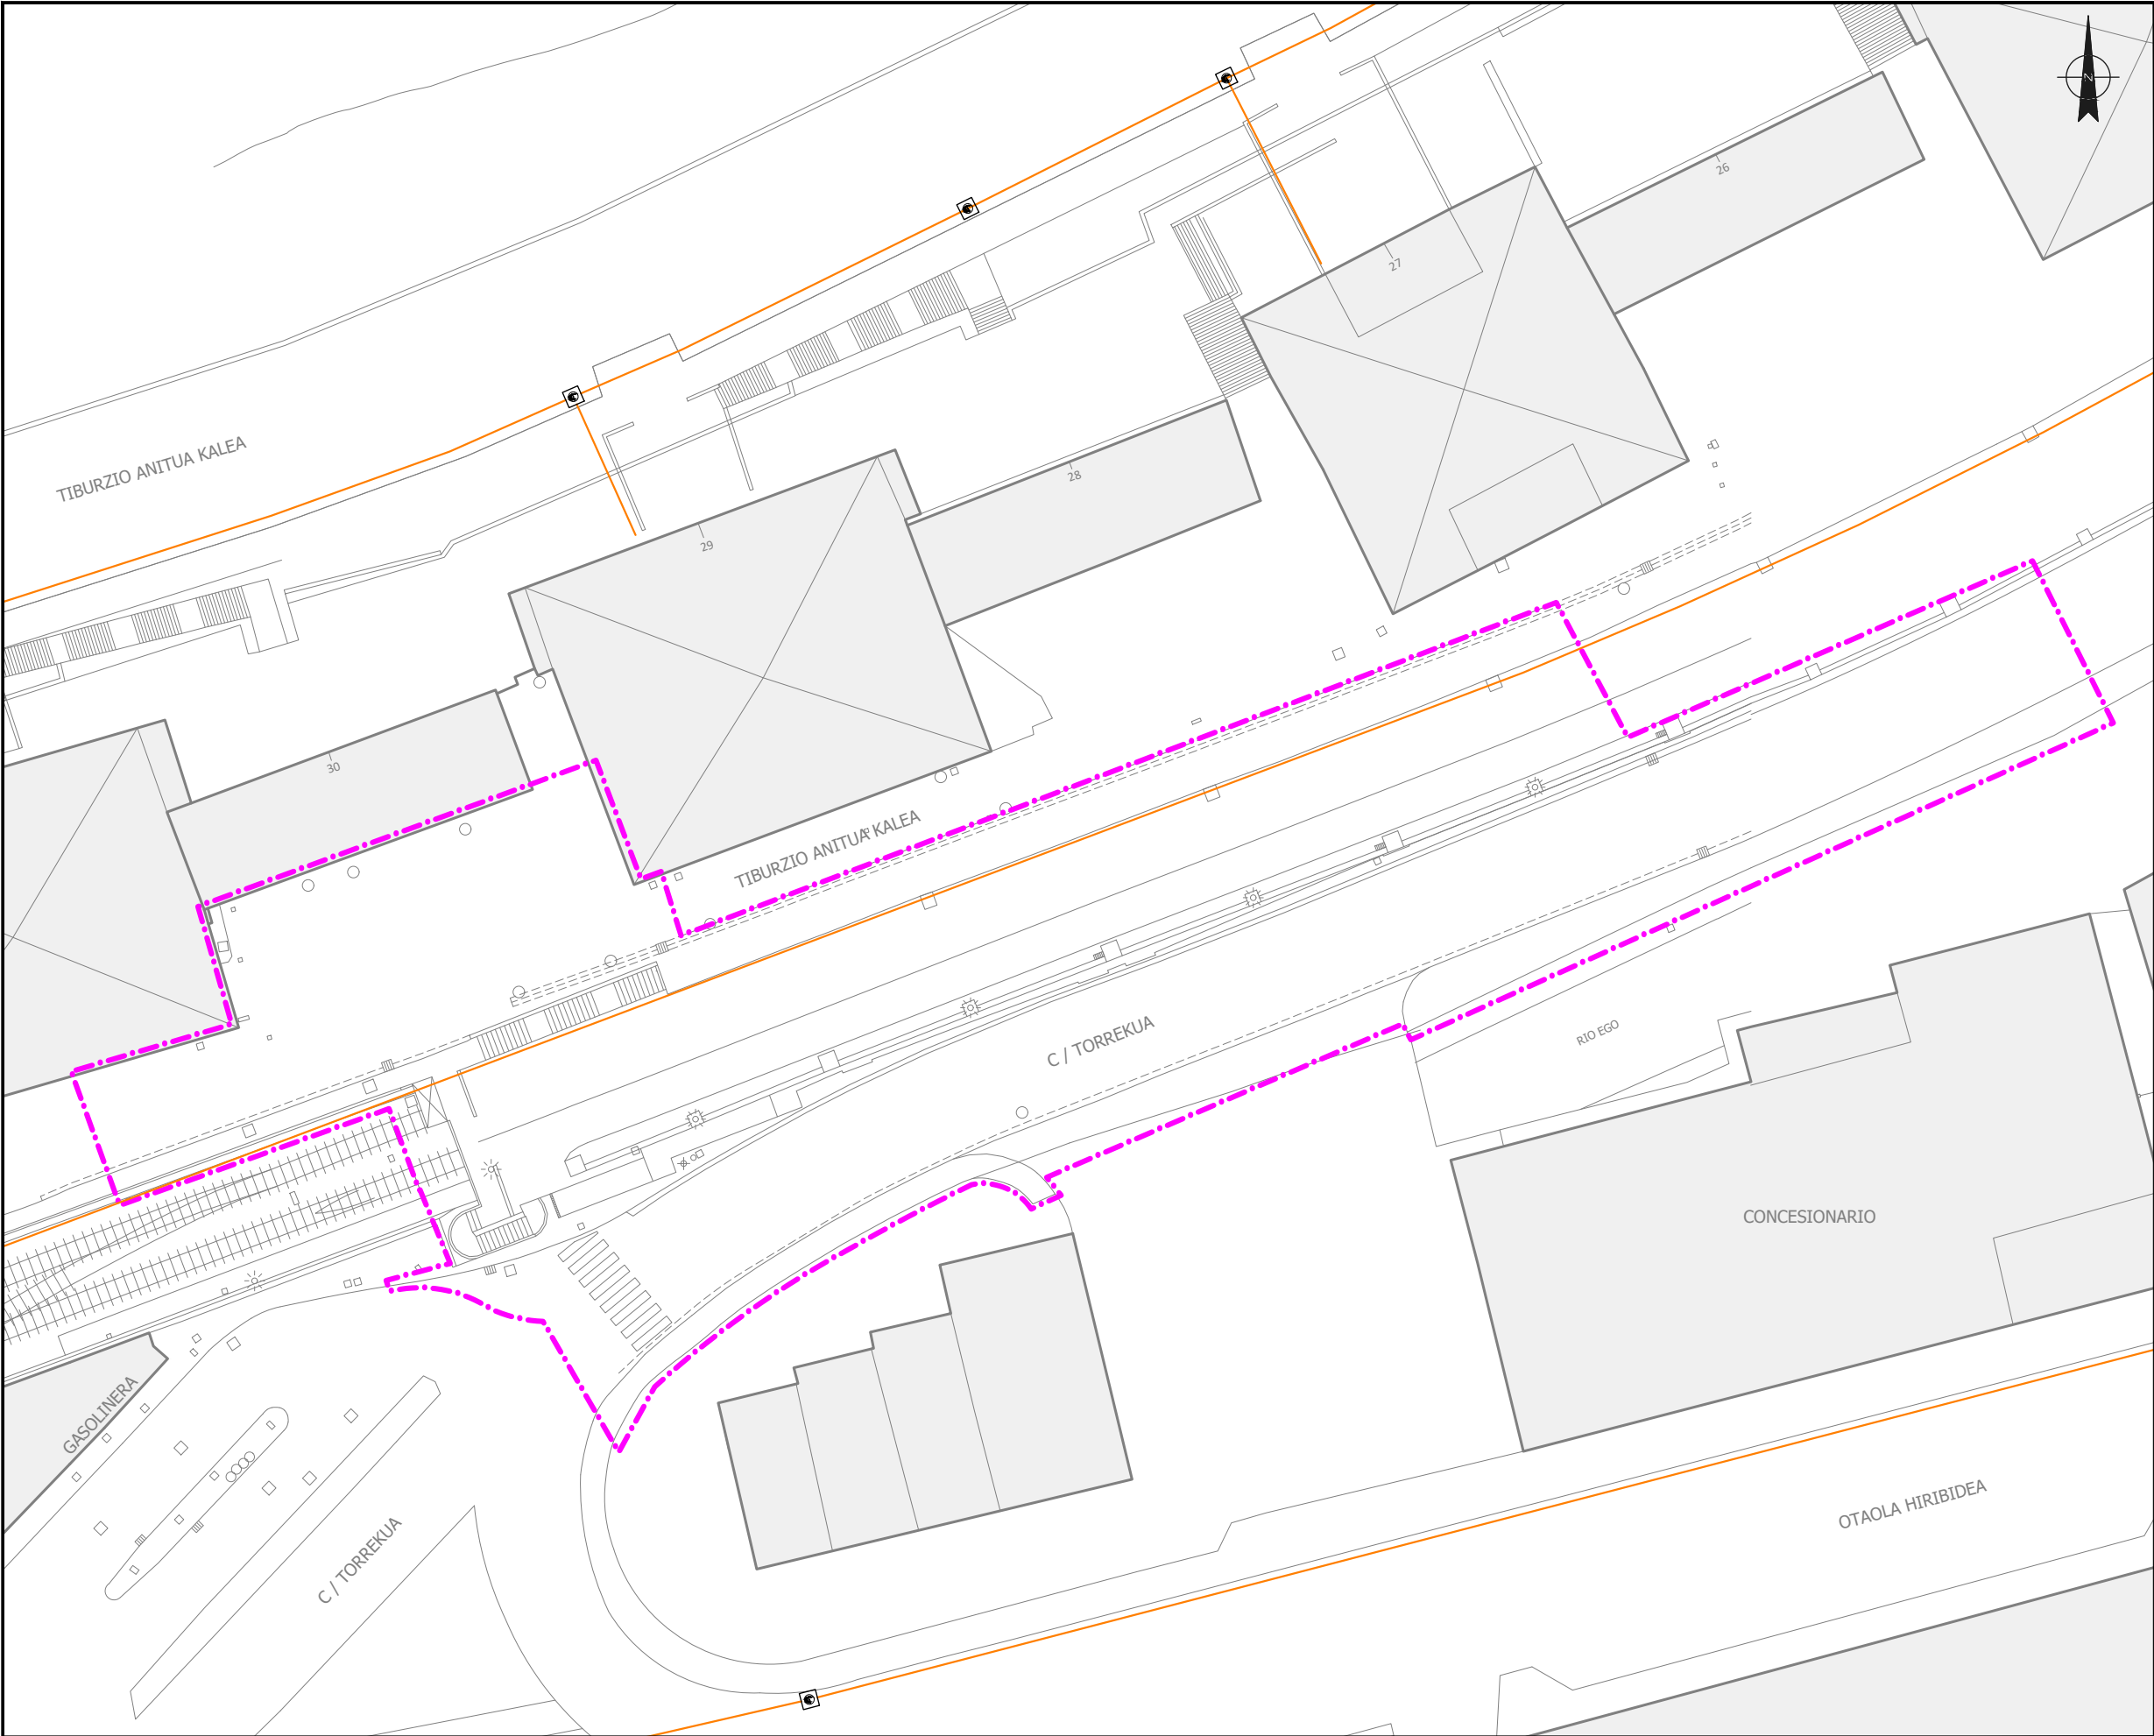 N
26
27
TIBURZIO ANITUA KALEA
28
29
30
TIBURZIO ANITUA KALEA
C / TORREKUA
RIO EGO
CONCESIONARIO
GASOLINERA
C / TORREKUA
OTAOLA HIRIBIDEA